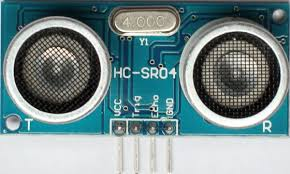 4.000
Y1
HC-SR04
VCC
Trig
Echo
GND
T
R